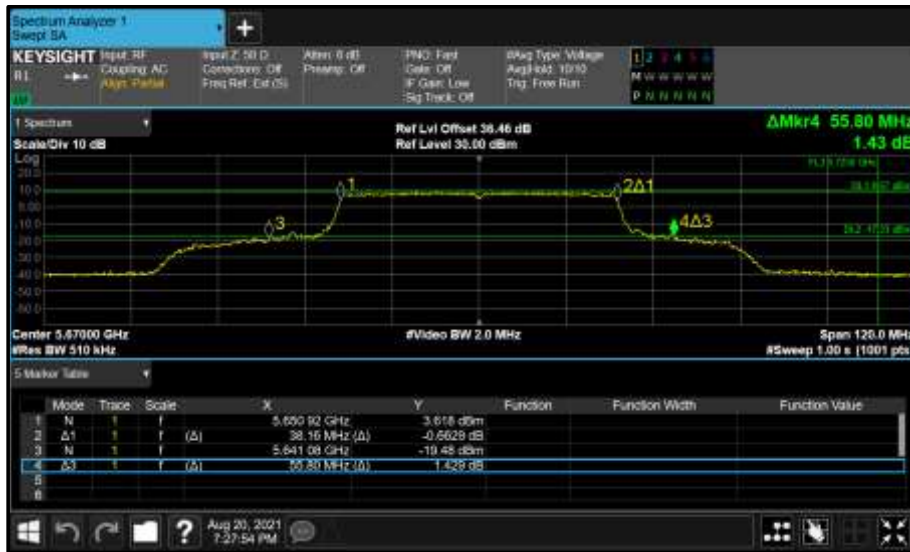 Spectrum Analyzer 1
Swept SA
+
KEYSIGHT
Input: RF
Coupling: AC
Align: Partial
Input Z: 50 Ω
Corrections: Off
Freq Ref: Ext (S)
Atten: 6 dB
Preamp: Off
PNO: Fast
Gate: Off
IF Gain: Low
Sig Track: Off
#Avg Type: Voltage
Avg|Hold: 10/10
Trig: Free Run
1 2 3 4 5 6
M W W W W W
P N N N N N
1 Spectrum
Scale/Div 10 dB
Ref Lvl Offset 36.46 dB
Ref Level 30.00 dBm
ΔMkr4 55.80 MHz
1.43 dB
Log
20.0
10.0
0.00
-10.0
-20.0
-30.0
-40.0
-50.0
1
2Δ1
3
4Δ3
Center 5.67000 GHz
#Res BW 510 kHz
#Video BW 2.0 MHz
Span 120.0 MHz
#Sweep 1.00 s (1001 pts
5 Marker Table
Mode Trace Scale X Y Function Function Width Function Value
1 N 1 f 5.650 92 GHz 3.618 dBm
2 Δ1 1 f (Δ) 38.16 MHz (Δ) -0.6629 dB
3 N 1 f 5.641 08 GHz -19.48 dBm
4 Δ3 1 f (Δ) 55.80 MHz (Δ) 1.429 dB
5
6
?
Aug 20, 2021
7:27:54 PM